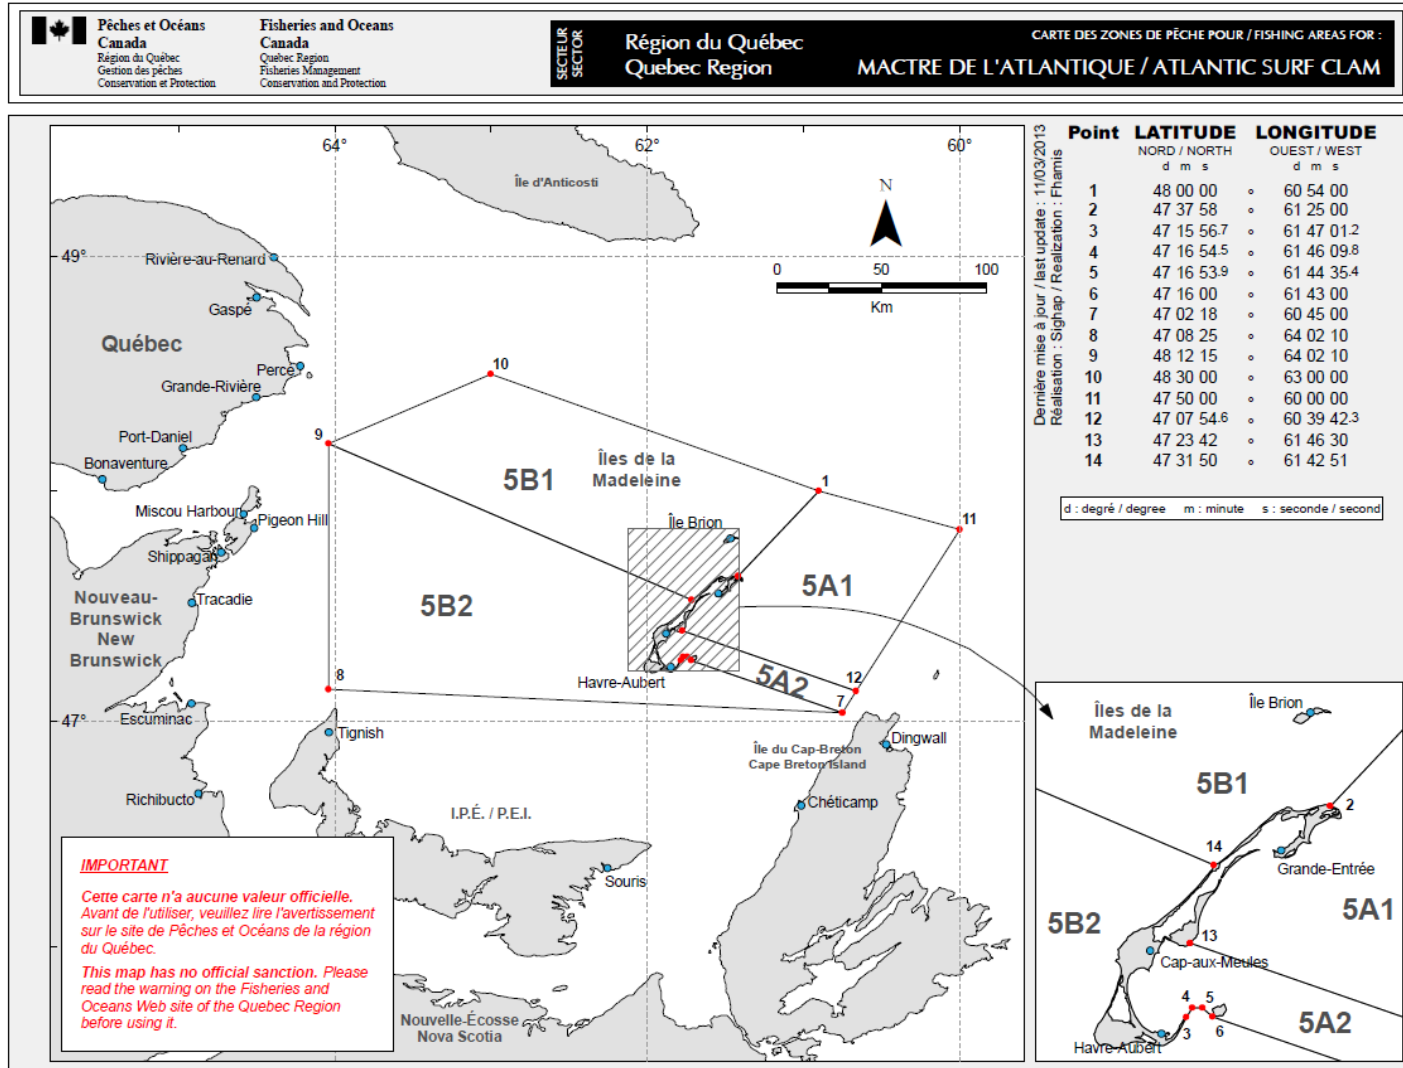 Pêches et Océans
Canada
Région du Québec
Gestion des pêches
Conservation et Protection
Fisheries and Oceans
Canada
Quebec Region
Fisheries Management
Conservation and Protection
SECTEUR
SECTOR
Région du Québec
Quebec Region
CARTE DES ZONES DE PÊCHE POUR / FISHING AREAS FOR :
MACTRE DE L'ATLANTIQUE / ATLANTIC SURF CLAM
64°
62°
60°
49°
47°
Île d'Anticosti
N
0 50 100
Km
Rivière-au-Renard
Gaspé
Québec
Percé
Grande-Rivière
Port-Daniel
Bonaventure
Miscou Harbour
Pigeon Hill
Shippagan
Nouveau-
Brunswick
New
Brunswick
Tracadie
Escuminac
Tignish
Richibucto
I.P.É. / P.E.I.
Souris
Île du Cap-Breton
Cape Breton Island
Dingwall
Chéticamp
Nouvelle-Écosse
Nova Scotia
Îles de la
Madeleine
Île Brion
Havre-Aubert
5B1
5B2
5A1
5A2
10
9
1
11
8
12
7
IMPORTANT
Cette carte n'a aucune valeur officielle.
Avant de l'utiliser, veuillez lire l'avertissement
sur le site de Pêches et Océans de la région
du Québec.
This map has no official sanction. Please
read the warning on the Fisheries and
Oceans Web site of the Quebec Region
before using it.
Dernière mise à jour / last update : 11/03/2013
Réalisation : Sighap / Realization : Fhamis
Point LATITUDE LONGITUDE
NORD / NORTH OUEST / WEST
d m s d m s
1 48 00 00 ° 60 54 00
2 47 37 58 ° 61 25 00
3 47 15 56.7 ° 61 47 01.2
4 47 16 54.5 ° 61 46 09.8
5 47 16 53.9 ° 61 44 35.4
6 47 16 00 ° 61 43 00
7 47 02 18 ° 60 45 00
8 47 08 25 ° 64 02 10
9 48 12 15 ° 64 02 10
10 48 30 00 ° 63 00 00
11 47 50 00 ° 60 00 00
12 47 07 54.6 ° 60 39 42.3
13 47 23 42 ° 61 46 30
14 47 31 50 ° 61 42 51
d : degré / degree m : minute s : seconde / second
Îles de la
Madeleine
Île Brion
5B1
2
14
Grande-Entrée
5A1
5B2
13
Cap-aux-Meules
4
5
3
6
5A2
Havre-Aubert